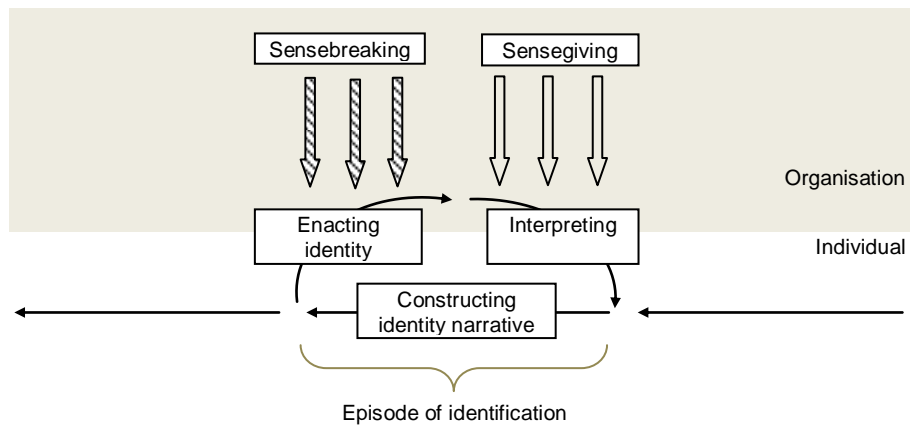 Sensebreaking
Sensegiving
Organisation
Enacting
identity
Interpreting
Individual
Constructing
identity narrative
Episode of identification